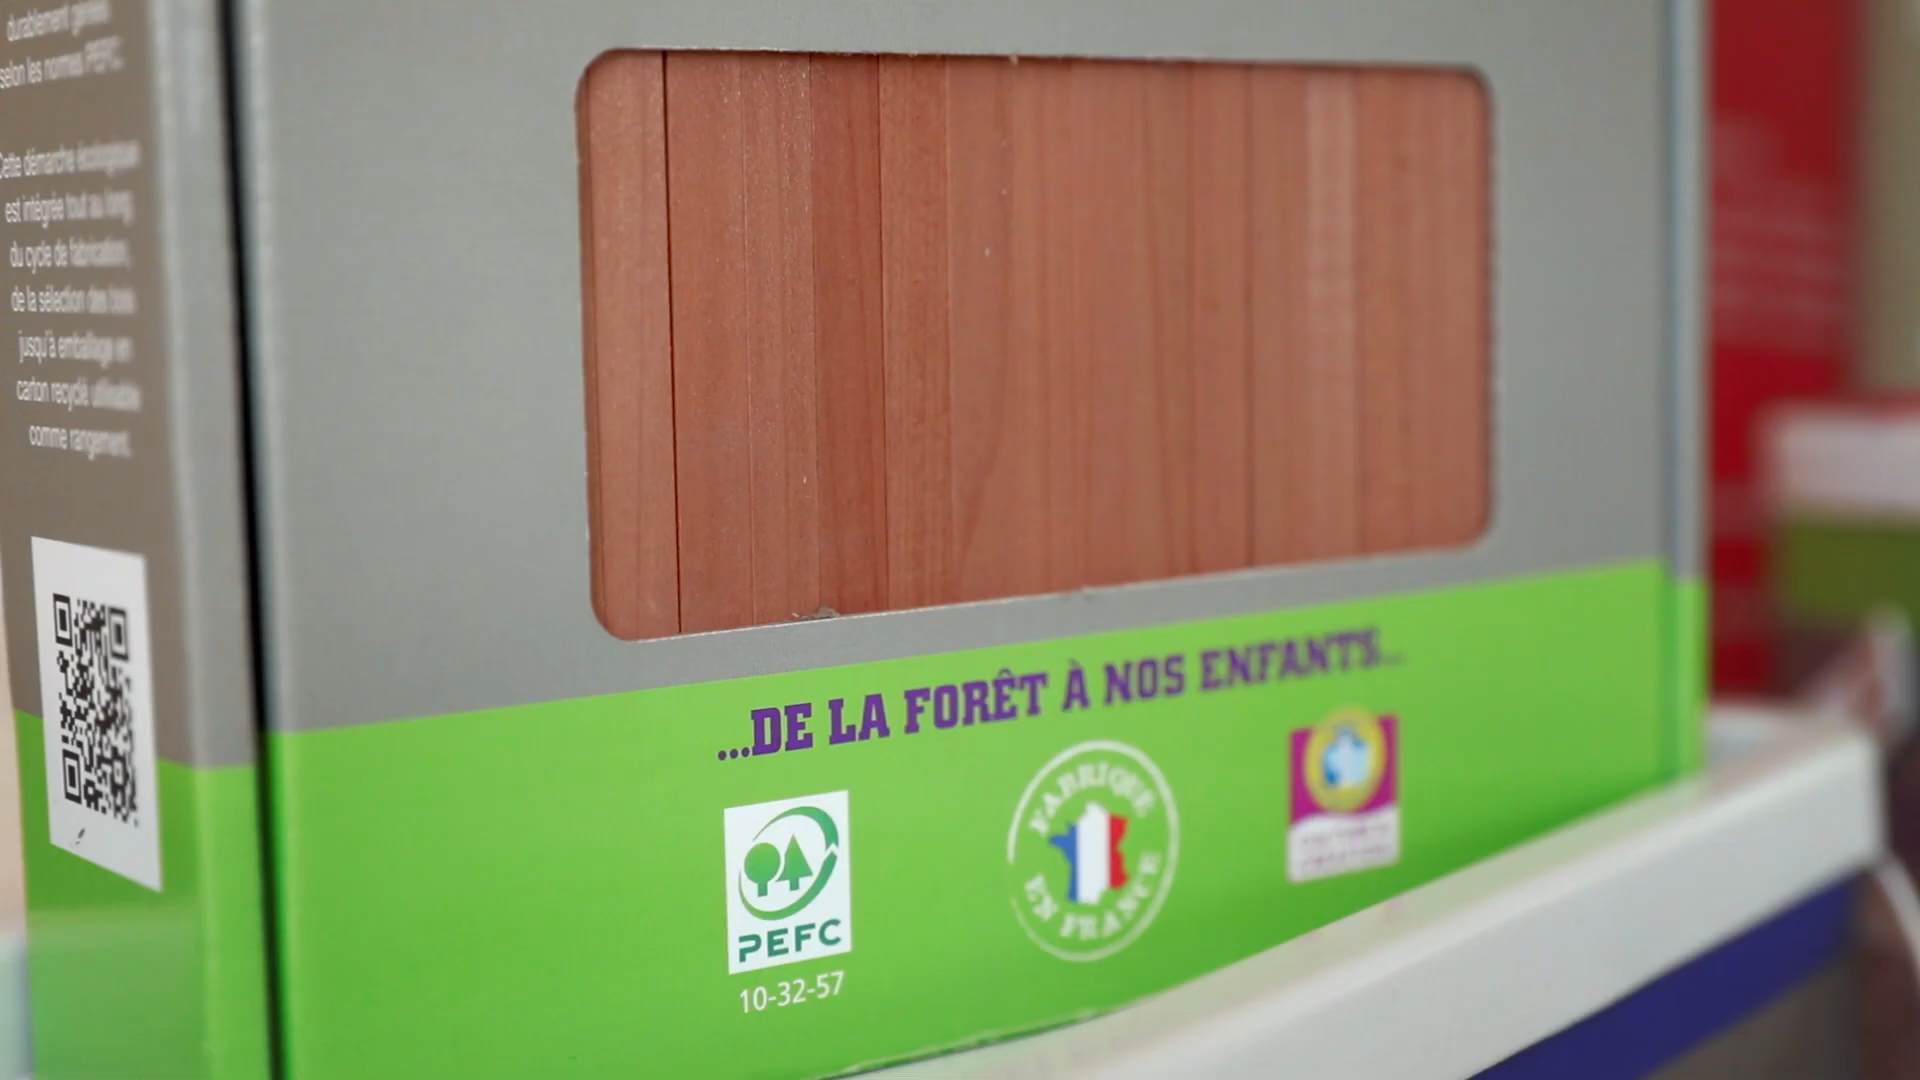 durablement gérées
selon les normes PEFC.
Cette démarche écologique
est intégrée tout au long
du cycle de fabrication,
de la sélection des bois
jusqu'à emballage en
carton recyclé utilisable
comme rangement.
...DE LA FORÊT À NOS ENFANTS...
PEFC
10-32-57
FABRIQUÉ
EN FRANCE